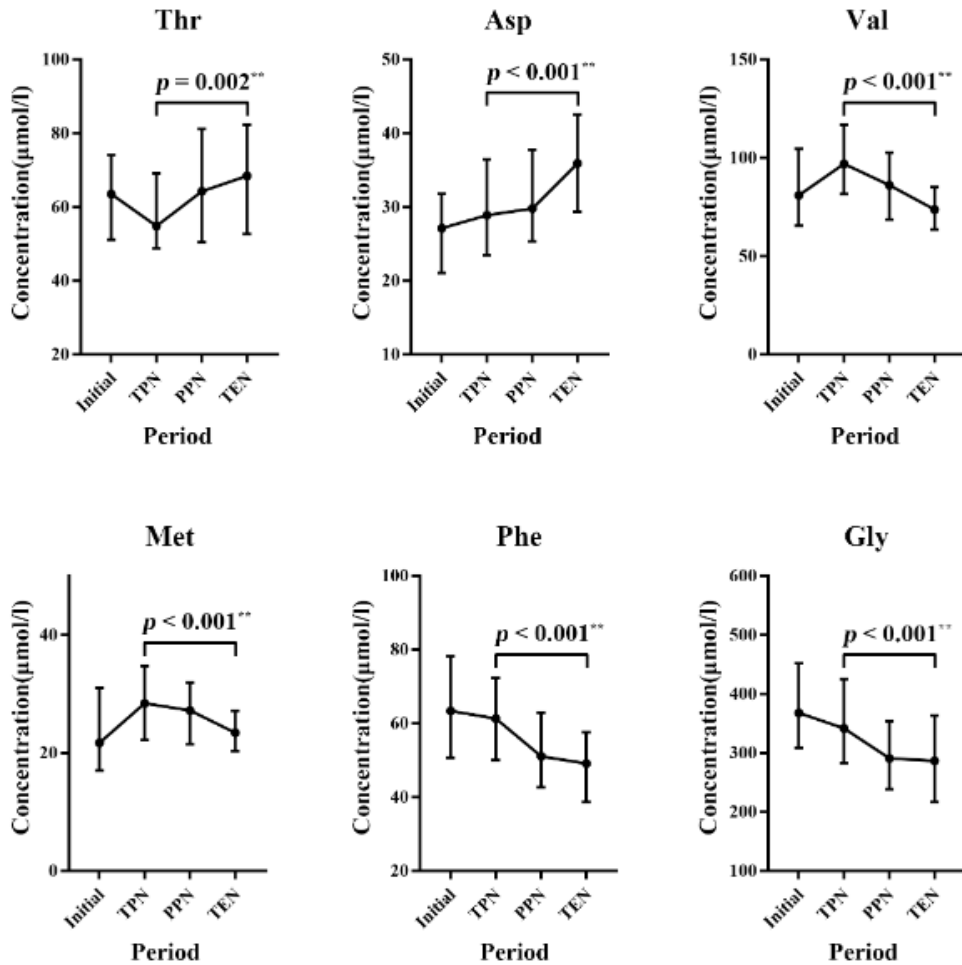 Thr
p = 0.002**
Concentration(μmol/l)
100
80
60
40
20
Initial
TPN
PPN
TEN
Period
Asp
p < 0.001**
Concentration(μmol/l)
50
40
30
20
10
Initial
TPN
PPN
TEN
Period
Val
p < 0.001**
Concentration(μmol/l)
150
100
50
0
Initial
TPN
PPN
TEN
Period
Met
p < 0.001**
Concentration(μmol/l)
40
20
0
Initial
TPN
PPN
TEN
Period
Phe
p < 0.001**
Concentration(μmol/l)
100
80
60
40
20
Initial
TPN
PPN
TEN
Period
Gly
p < 0.001**
Concentration(μmol/l)
600
500
400
300
200
100
Initial
TPN
PPN
TEN
Period